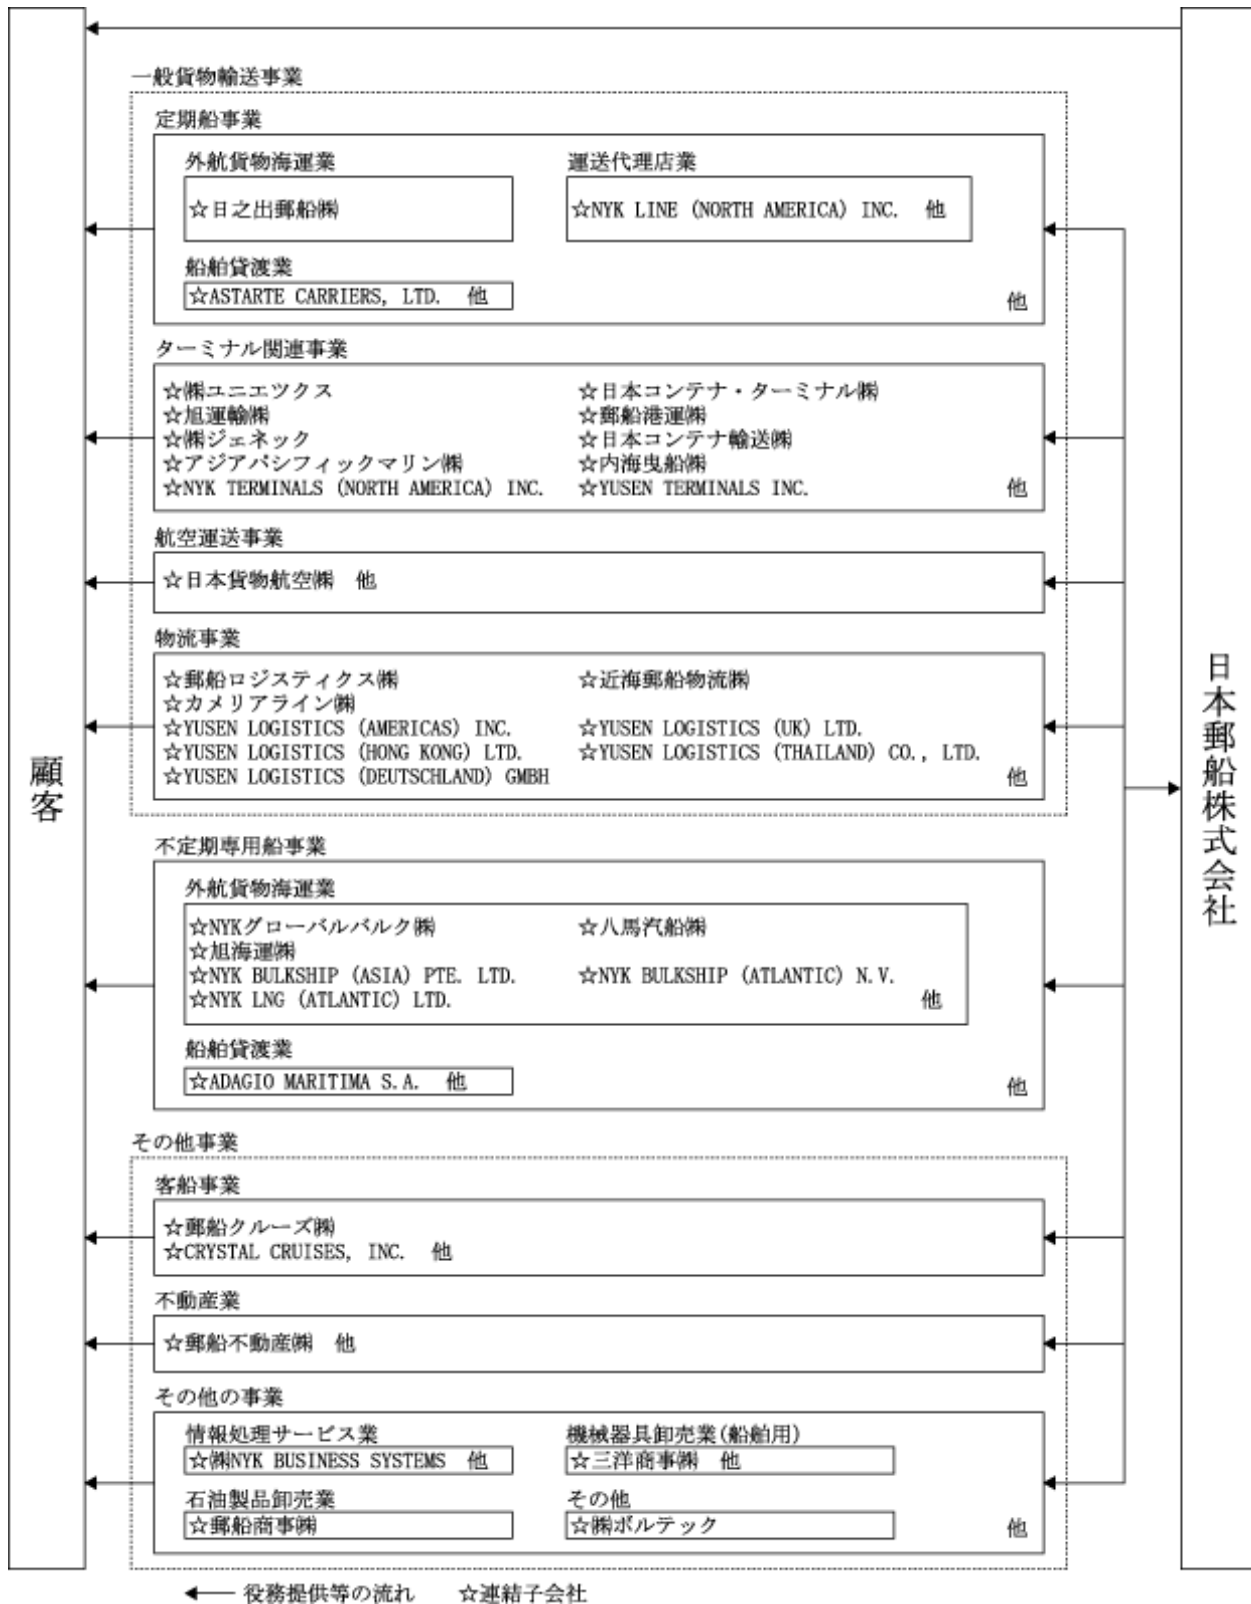 一般貨物輸送事業
定期船事業
外航貨物海運業
運送代理店業
☆日之出郵船㈱
☆NYK LINE (NORTH AMERICA) INC. 他
船舶貸渡業
☆ASTARTE CARRIERS, LTD. 他
他
ターミナル関連事業
☆㈱ユニエツクス
☆日本コンテナ・ターミナル㈱
☆旭運輸㈱
☆郵船港運㈱
☆㈱ジェネック
☆日本コンテナ輸送㈱
☆アジアパシフィックマリン㈱
☆内海曳船㈱
☆NYK TERMINALS (NORTH AMERICA) INC.
☆YUSEN TERMINALS INC.
他
航空運送事業
☆日本貨物航空㈱ 他
物流事業
☆郵船ロジスティクス㈱
☆近海郵船物流㈱
☆カメリアライン㈱
☆YUSEN LOGISTICS (AMERICAS) INC.
☆YUSEN LOGISTICS (UK) LTD.
☆YUSEN LOGISTICS (HONG KONG) LTD.
☆YUSEN LOGISTICS (THAILAND) CO., LTD.
☆YUSEN LOGISTICS (DEUTSCHLAND) GMBH
他
顧客
日本郵船株式会社
不定期専用船事業
外航貨物海運業
☆NYKグローバルバルク㈱
☆八馬汽船㈱
☆旭海運㈱
☆NYK BULKSHIP (ASIA) PTE. LTD.
☆NYK BULKSHIP (ATLANTIC) N.V.
☆NYK LNG (ATLANTIC) LTD.
他
船舶貸渡業
☆ADAGIO MARITIMA S.A. 他
他
その他事業
客船事業
☆郵船クルーズ㈱
☆CRYSTAL CRUISES, INC. 他
不動産業
☆郵船不動産㈱ 他
その他の事業
情報処理サービス業
機械器具卸売業(船舶用)
☆㈱NYK BUSINESS SYSTEMS 他
☆三洋商事㈱ 他
石油製品卸売業
その他
☆郵船商事㈱
☆㈱ボルテック
他
役務提供等の流れ ☆連結子会社